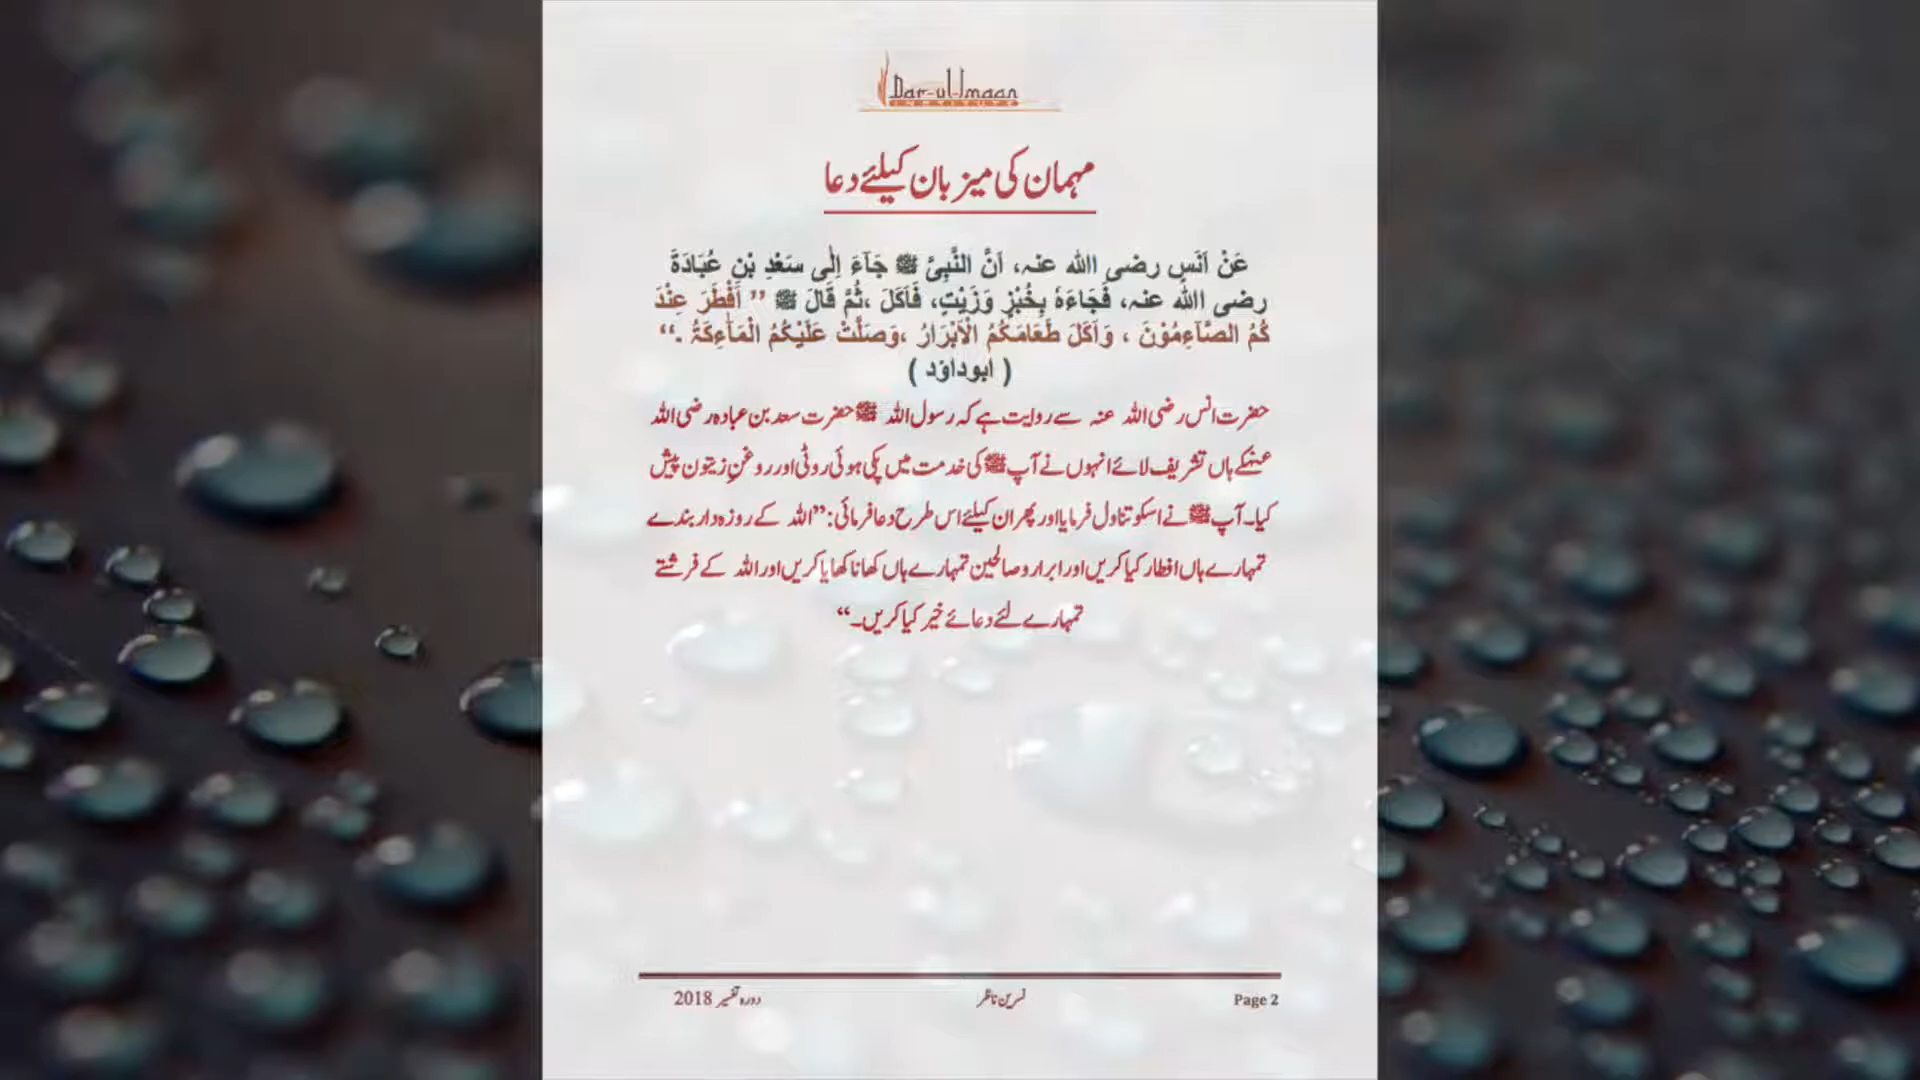 Dar-ul-Imaan
INSTITUTE
مہمان کی میزبان کیلئے دعا
عَنْ اَنَسٍ رضی اللہ عنہ، اَنَّ النَّبِیَّ ﷺ جَآءَ اِلٰی سَعْدِ بْنِ عُبَادَةَ
رضی اللہ عنہ، فَجَاءَہٗ بِخُبْزٍ وَزَیْتٍ، فَاَکَلَ ،ثُمَّ قَالَ ﷺ ’’ اَفْطَرَ عِنْدَ
کُمُ الصَّآءِمُوْنَ ، وَاَکَلَ طَعَامَکُمُ الْاَبْرَارُ ،وَصَلَّتْ عَلَیْکُمُ الْمَآءِکَۃُ .‘‘
( ابوداوٗد )
حضرت انس رضی اللہ عنہ سے روایت ہے کہ رسول اللہ ﷺ حضرت سعد بن عبادہ رضی اللہ
عنہکے ہاں تشریف لائے انہوں نے آپ ﷺ کی خدمت میں پکی ہوئی روٹی اور روغنِ زیتون پیش
کیا۔ آپ ﷺ نے اسکو تناول فرمایا اور پھر ان کیلئے اس طرح دعا فرمائی: ’’اللہ کے روزہ دار بندے
تمہارے ہاں افطار کیا کریں اور ابرار و صالحین تمہارے ہاں کھانا کھایا کریں اور اللہ کے فرشتے
تمہارے لئے دعائے خیر کیا کریں۔‘‘
دورہ تفسیر 2018 نسرین ناظر Page 2